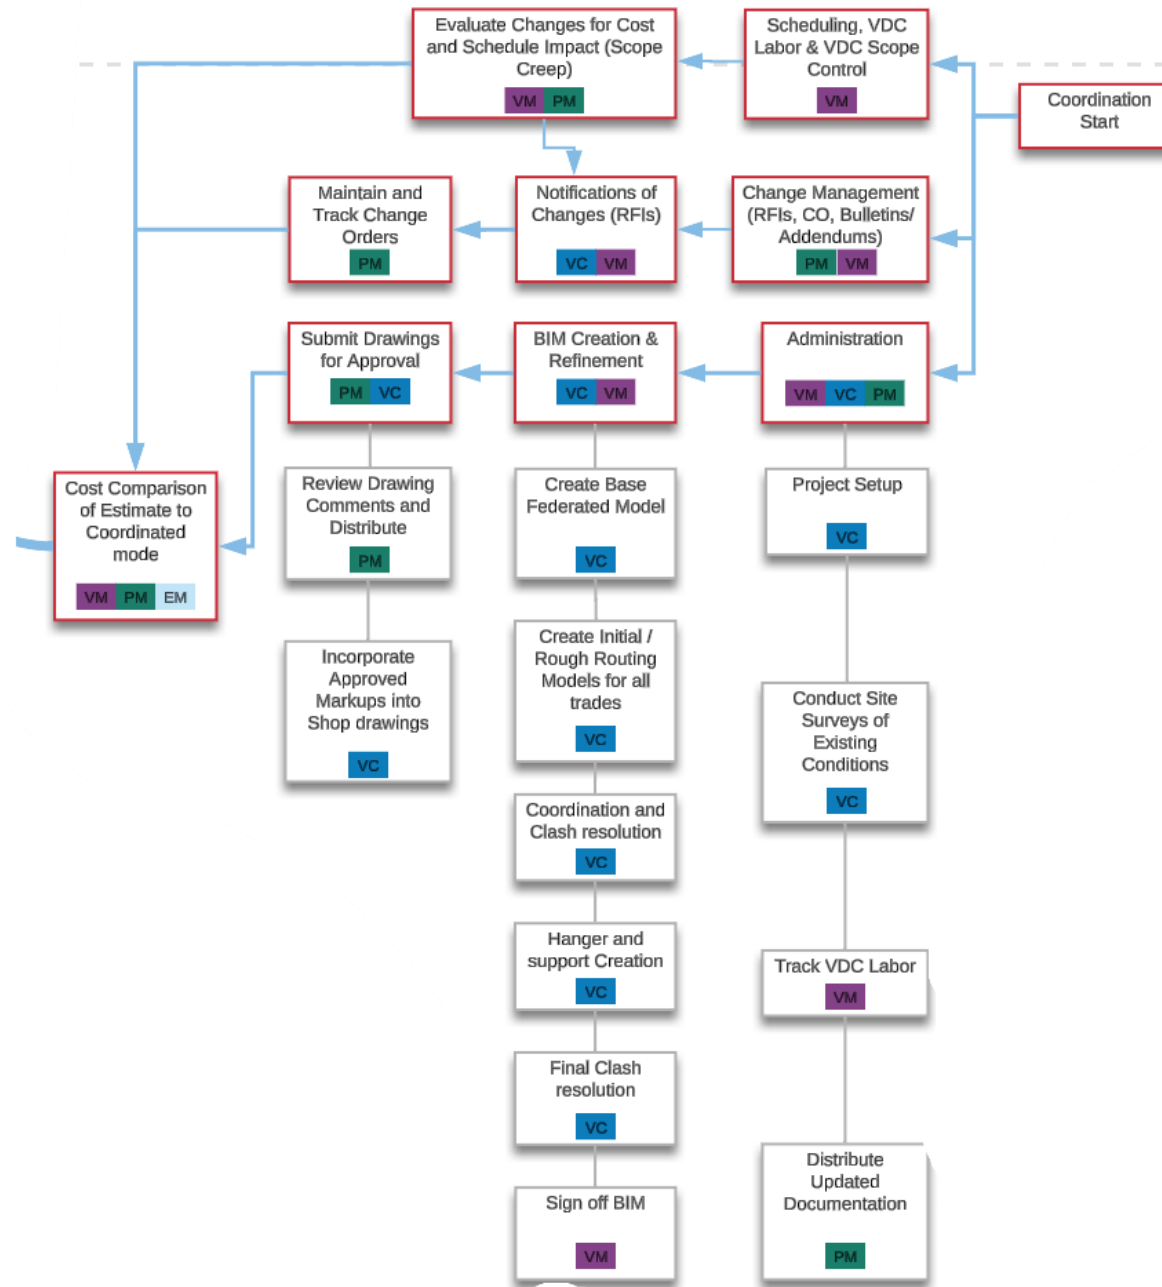 Evaluate Changes for Cost
and Schedule Impact (Scope
Creep)
VM PM
Scheduling, VDC
Labor & VDC Scope
Control
VM
Coordination
Start
Maintain and
Track Change
Orders
PM
Notifications of
Changes (RFIs)
VC VM
Change Management
(RFIs, CO, Bulletins/
Addendums)
PM VM
Submit Drawings
for Approval
PM VC
BIM Creation &
Refinement
VC VM
Administration
VM VC PM
Cost Comparison
of Estimate to
Coordinated
mode
VM PM EM
Review Drawing
Comments and
Distribute
PM
Incorporate
Approved
Markups into
Shop drawings
VC
Create Base
Federated Model
VC
Create Initial /
Rough Routing
Models for all
trades
VC
Coordination and
Clash resolution
VC
Hanger and
support Creation
VC
Final Clash
resolution
VC
Sign off BIM
VM
Project Setup
VC
Conduct Site
Surveys of
Existing
Conditions
VC
Track VDC Labor
VM
Distribute
Updated
Documentation
PM